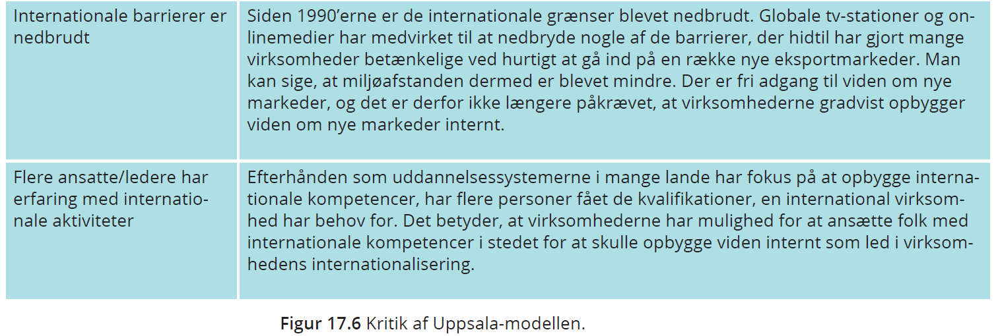 Internationale barrierer er
nedbrudt
Siden 1990’erne er de internationale grænser blevet nedbrudt. Globale tv-stationer og on-
linemedier har medvirket til at nedbryde nogle af de barrierer, der hidtil har gjort mange
virksomheder betænkelige ved hurtigt at gå ind på en række nye eksportmarkeder. Man
kan sige, at miljøafstanden dermed er blevet mindre. Der er fri adgang til viden om nye
markeder, og det er derfor ikke længere påkrævet, at virksomhederne gradvist opbygger
viden om nye markeder internt.
Flere ansatte/ledere har
erfaring med internatio-
nale aktiviteter
Efterhånden som uddannelsessystemerne i mange lande har fokus på at opbygge interna-
tionale kompetencer, har flere personer fået de kvalifikationer, en international virksom-
hed har behov for. Det betyder, at virksomhederne har mulighed for at ansætte folk med
internationale kompetencer i stedet for at skulle opbygge viden internt som led i virksom-
hedens internationalisering.
Figur 17.6 Kritik af Uppsala-modellen.